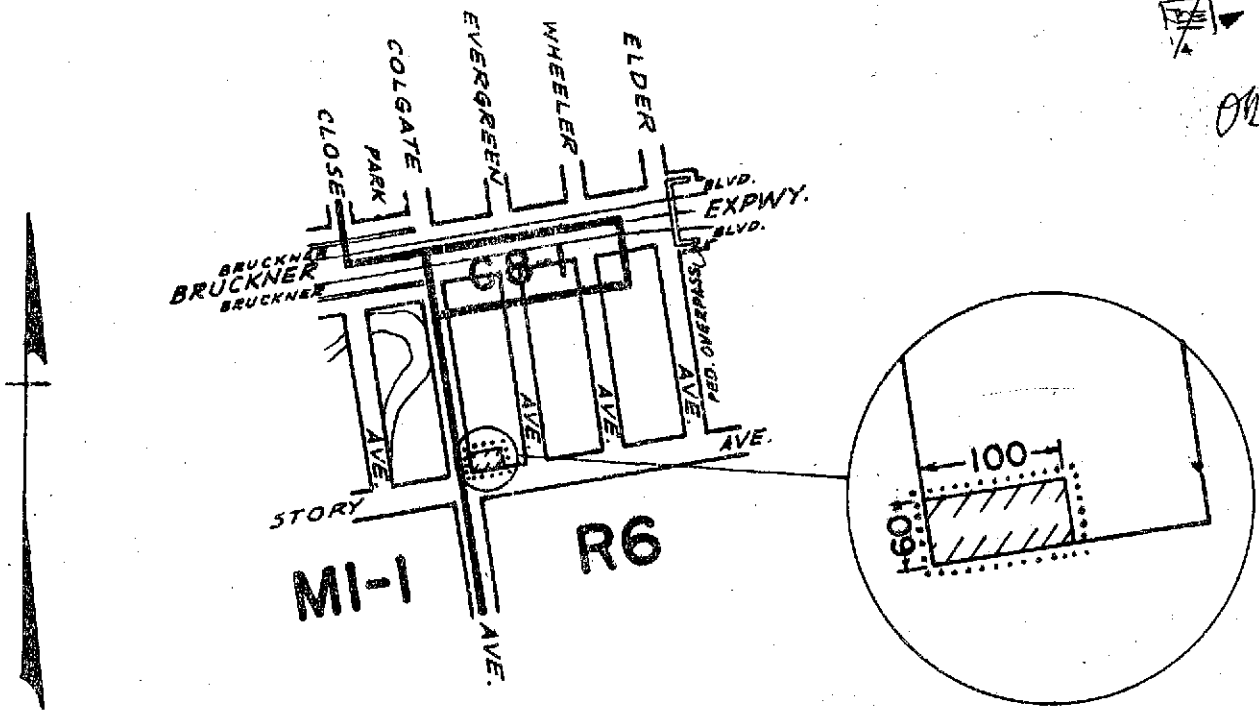 CLOSE
PARK
COLGATE
EVERGREEN
WHEELER
ELDER
BLVD.
EXPWY.
BLVD.
BRUCKNER
BRUCKNER
BRUCKNER
C8-1
PED. OVERPASS
AVE.
AVE.
AVE.
AVE.
AVE.
STORY
M1-1
R6
AVE.
100
60